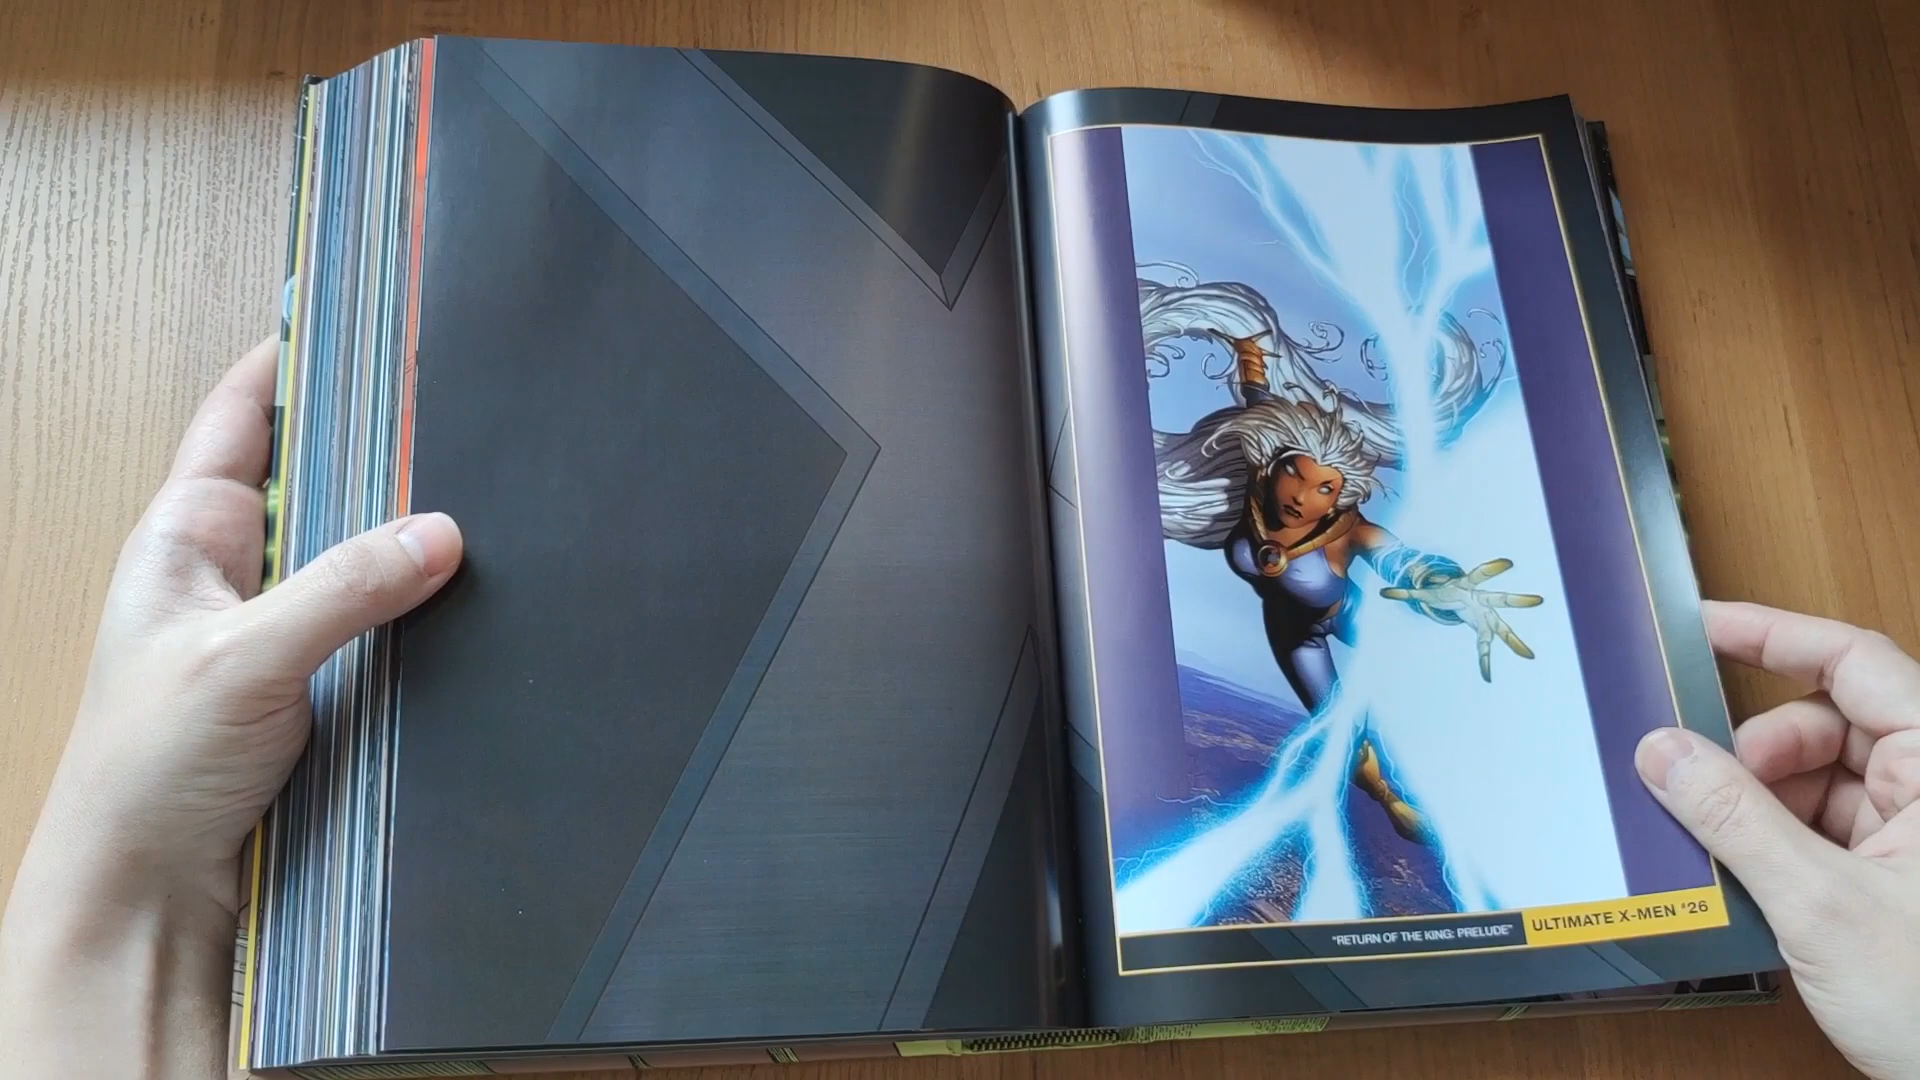 "RETURN OF THE KING: PRELUDE" ULTIMATE X-MEN #26